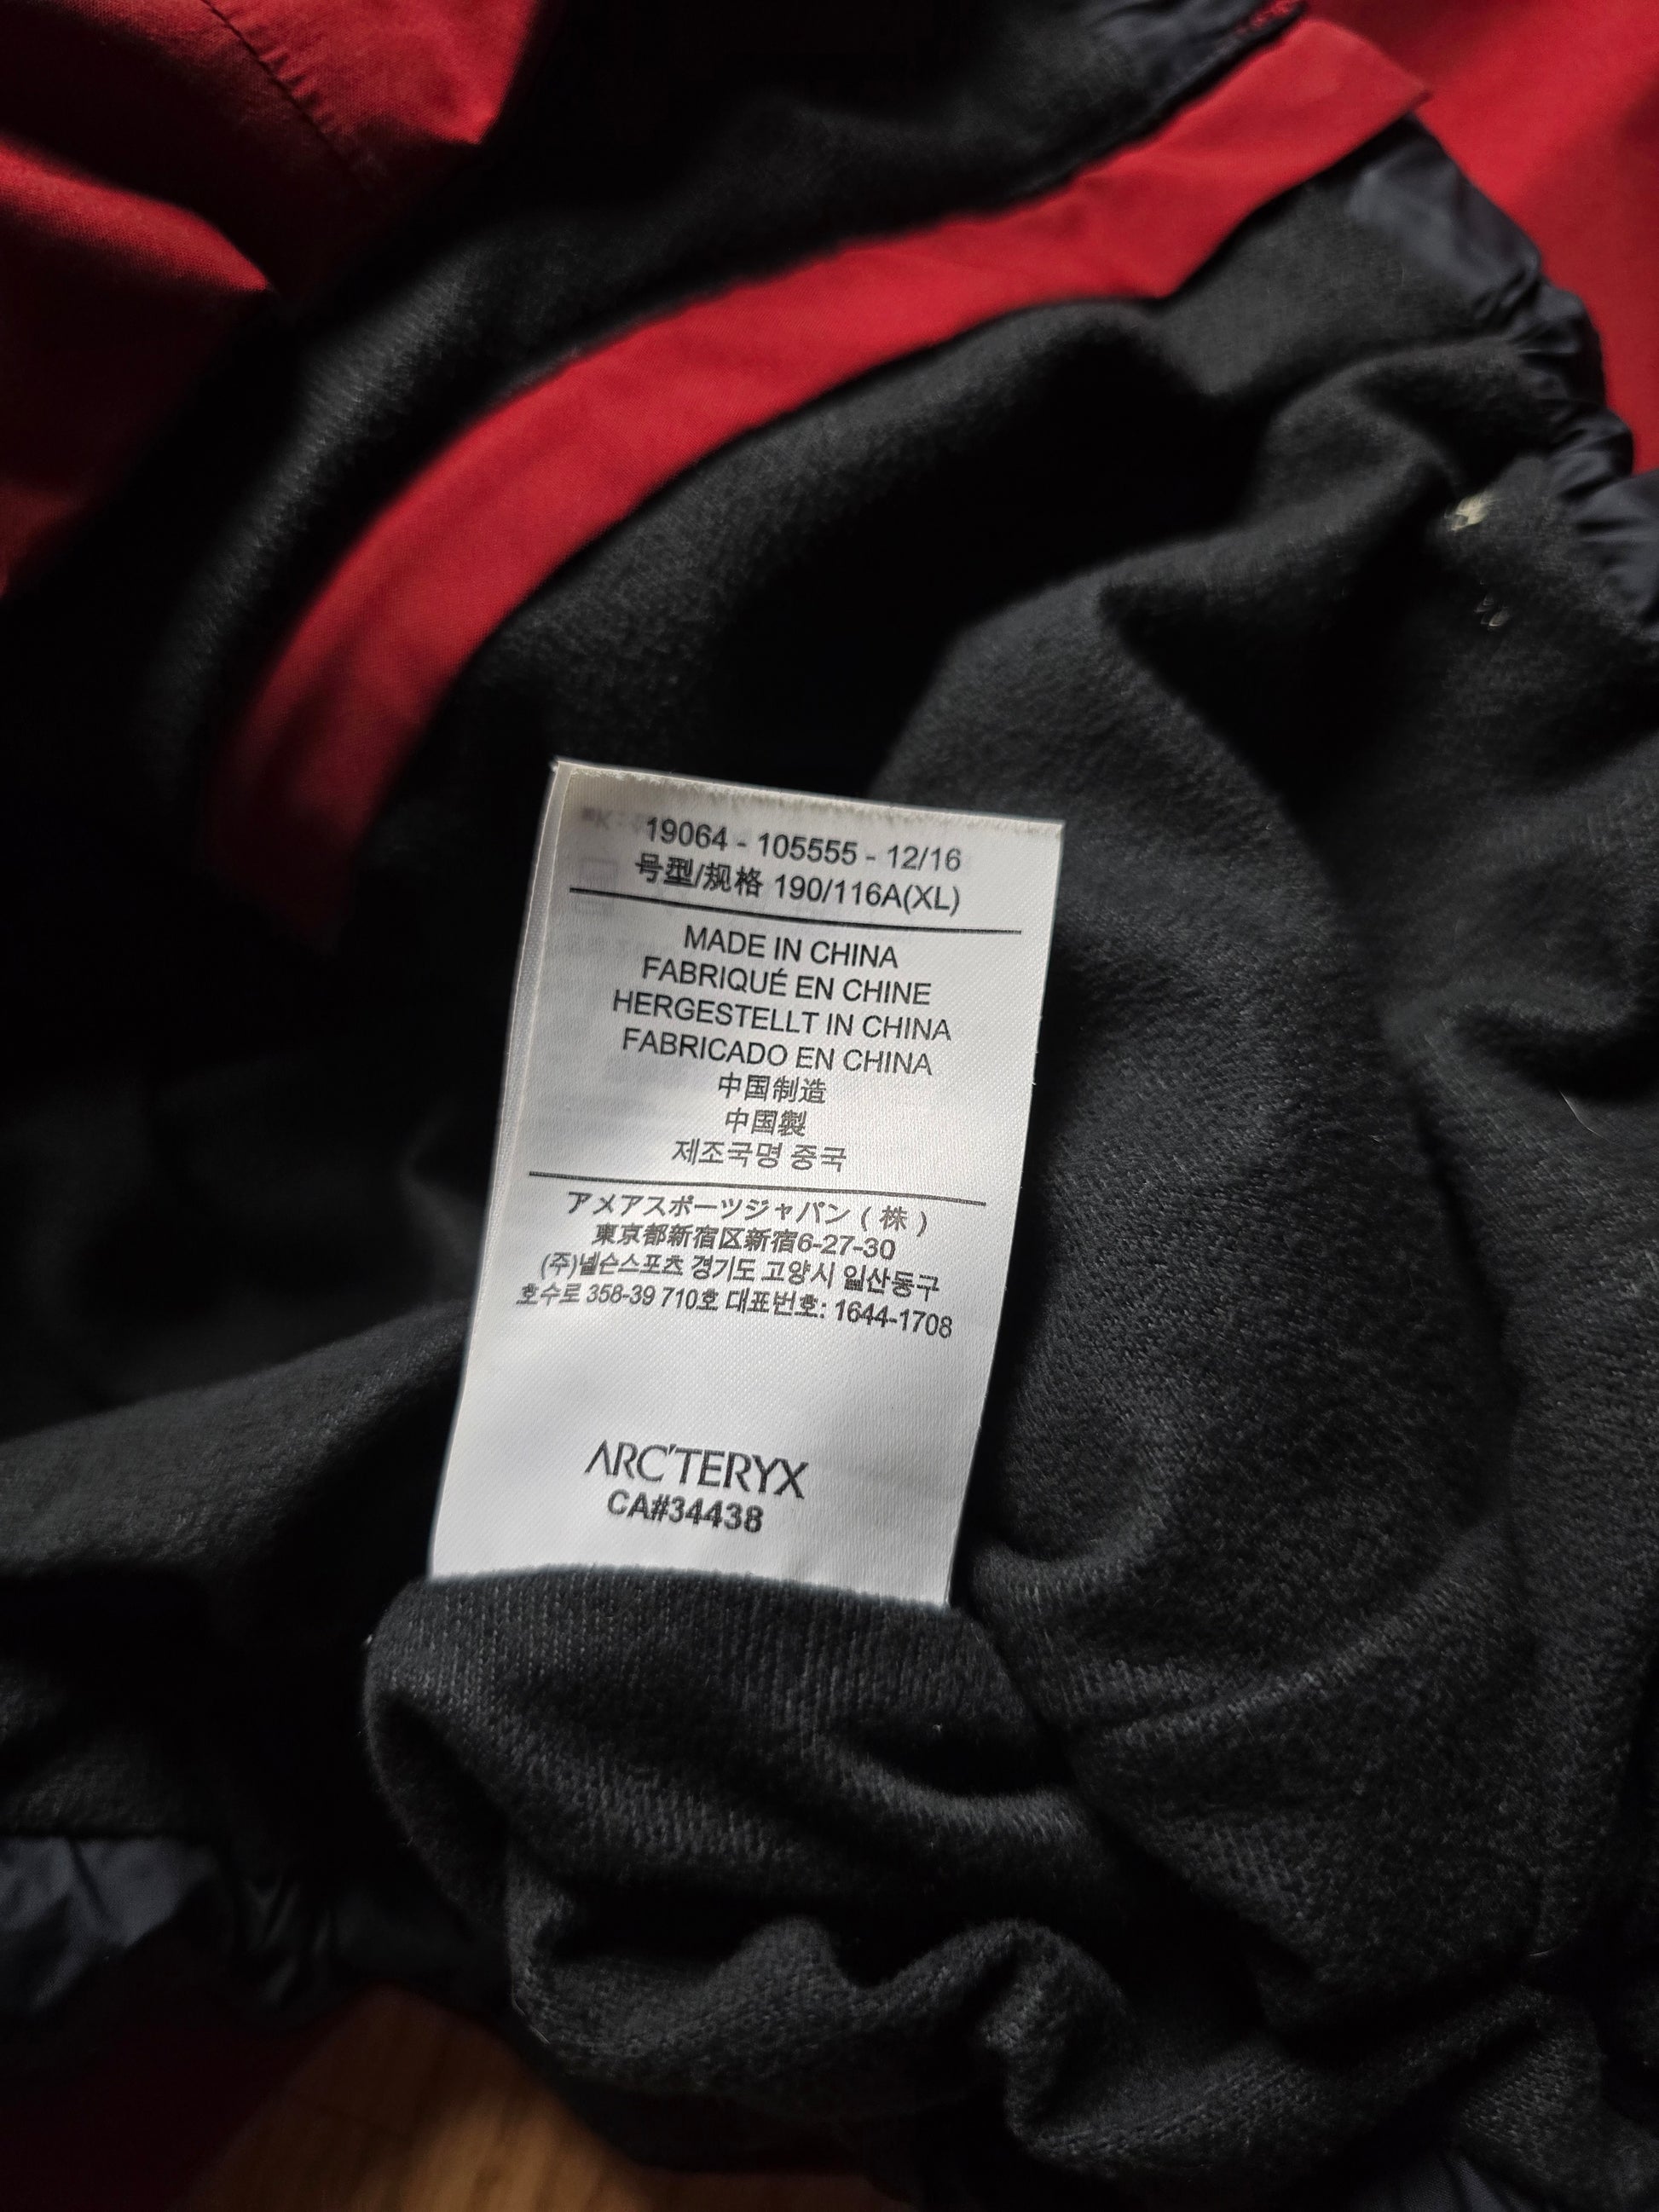 19064 - 105555 - 12/16
号型/规格 190/116A(XL)
MADE IN CHINA
FABRIQUÉ EN CHINE
HERGESTELLT IN CHINA
FABRICADO EN CHINA
中国制造
中国製
제조국명 중국
アメアスポーツジャパン ( 株 )
東京都新宿区新宿6-27-30
(주)넬슨스포츠 경기도 고양시 일산동구
호수로 358-39 710호 대표번호: 1644-1708
ARC'TERYX
CA#34438